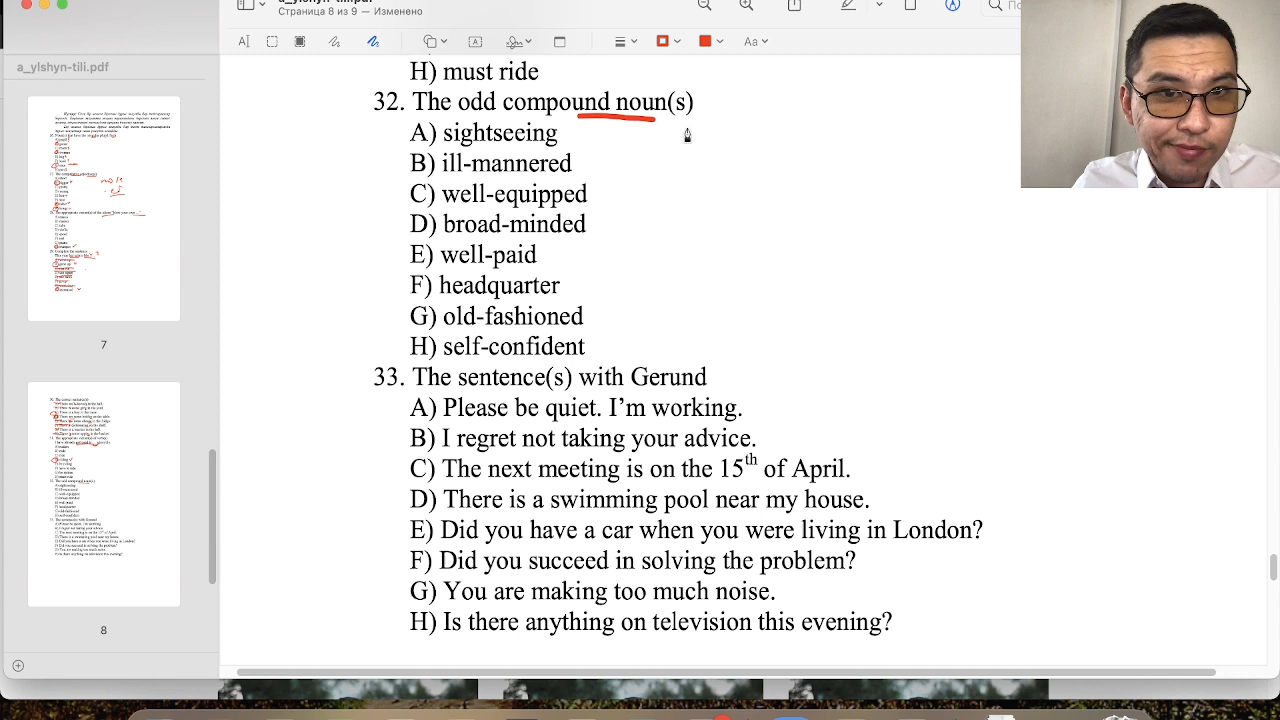 a_ylshyn-tili.pdf
Страница 8 из 9 — Изменено
a_ylshyn-tili.pdf
7
8
H) must ride
32. The odd compound noun(s)
A) sightseeing
B) ill-mannered
C) well-equipped
D) broad-minded
E) well-paid
F) headquarter
G) old-fashioned
H) self-confident
33. The sentence(s) with Gerund
A) Please be quiet. I'm working.
B) I regret not taking your advice.
C) The next meeting is on the 15th of April.
D) There is a swimming pool near my house.
E) Did you have a car when you were living in London?
F) Did you succeed in solving the problem?
G) You are making too much noise.
H) Is there anything on television this evening?